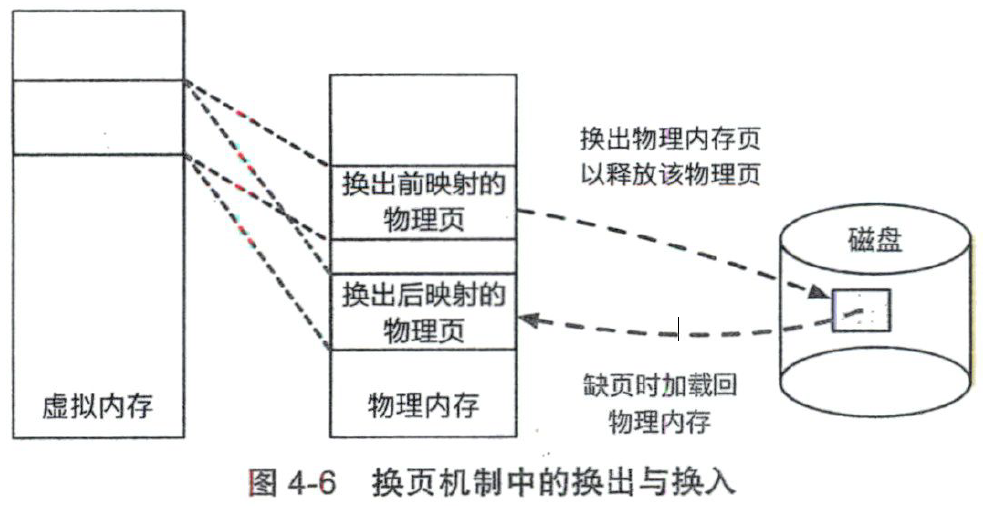 换出物理内存页
以释放该物理页
换出前映射的
物理页
磁盘
换出后映射的
物理页
缺页时加载回
物理内存
虚拟内存
物理内存
图 4-6 换页机制中的换出与换入